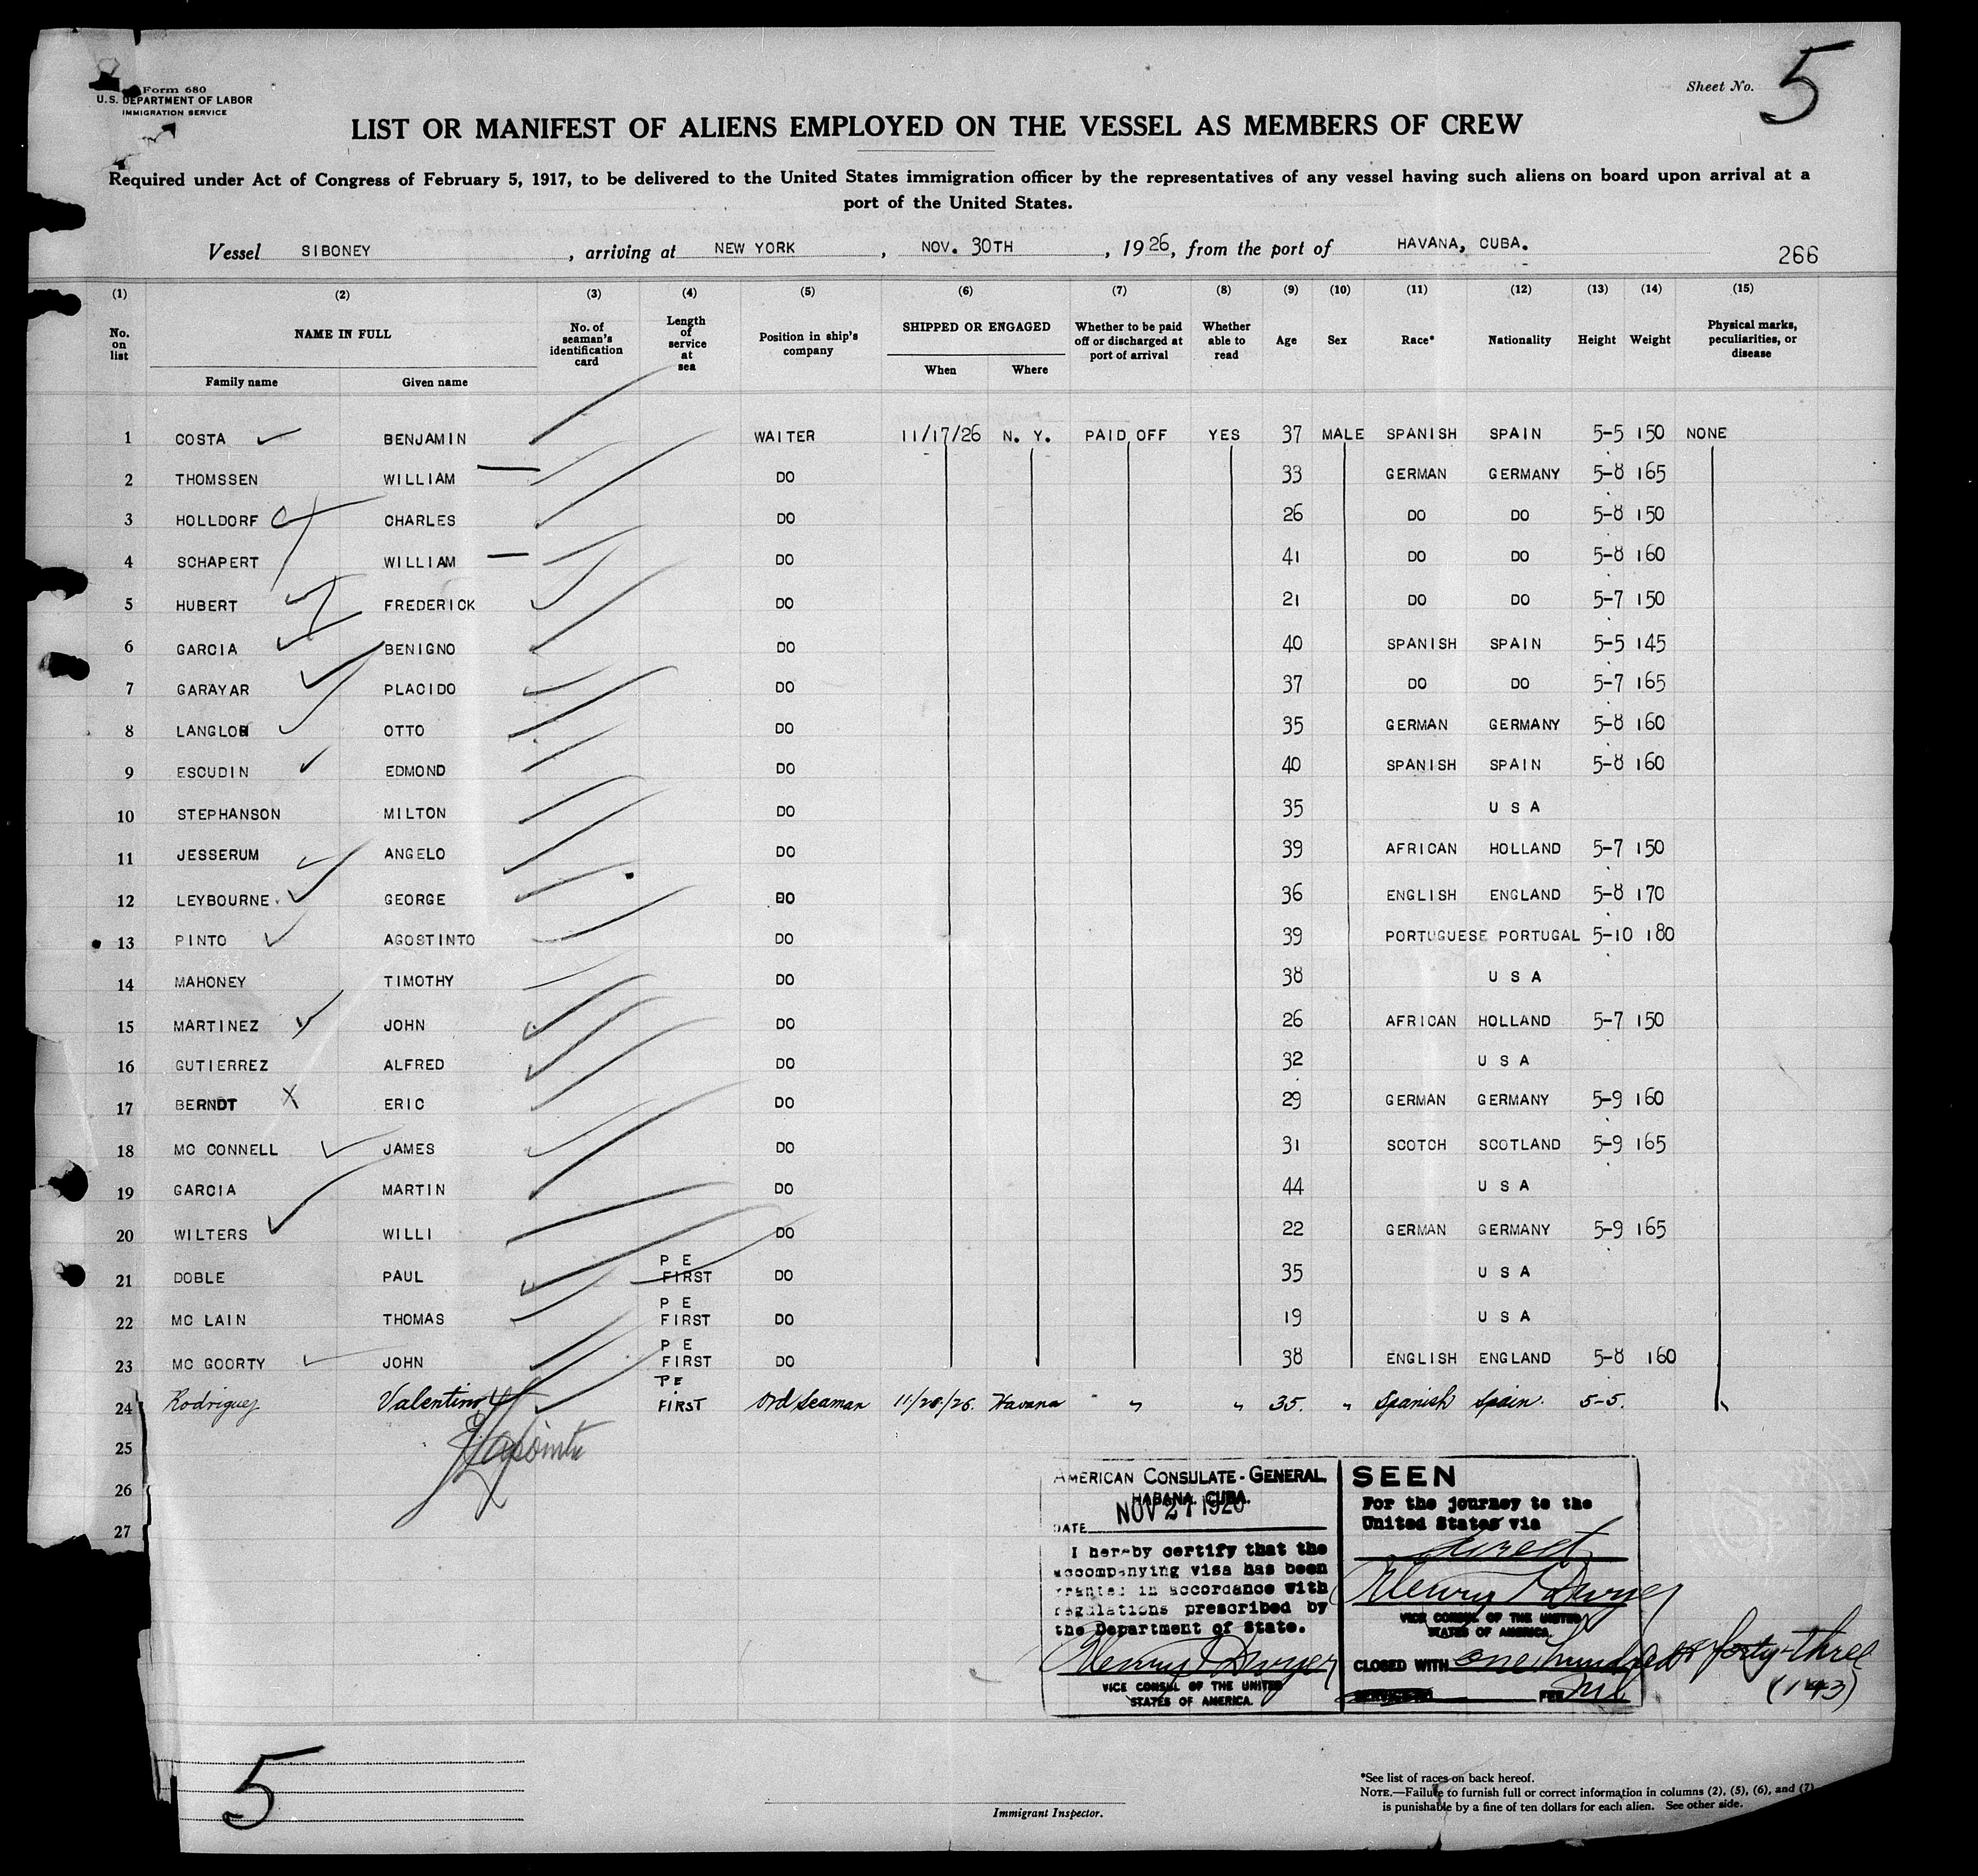 Form 680
U.S. DEPARTMENT OF LABOR
IMMIGRATION SERVICE
Sheet No. 5
LIST OR MANIFEST OF ALIENS EMPLOYED ON THE VESSEL AS MEMBERS OF CREW
Required under Act of Congress of February 5, 1917, to be delivered to the United States immigration officer by the representatives of any vessel having such aliens on board upon arrival at a
port of the United States.
Vessel SIBONEY, arriving at NEW YORK, NOV. 30TH, 1926, from the port of HAVANA, CUBA.
266
(1) (2) (3) (4) (5) (6) (7) (8) (9) (10) (11) (12) (13) (14) (15)
No. on list NAME IN FULL Family name Given name No. of seaman's identification card Length of service at sea Position in ship's company SHIPPED OR ENGAGED When Where Whether to be paid off or discharged at port of arrival Whether able to read Age Sex Race* Nationality Height Weight Physical marks, peculiarities, or disease
1 COSTA BENJAMIN WAITER 11/17/26 N. Y. PAID OFF YES 37 MALE SPANISH SPAIN 5-5 150 NONE
2 THOMSSEN WILLIAM DO 33 GERMAN GERMANY 5-8 165
3 HOLLDORF CHARLES DO 26 DO DO 5-8 150
4 SCHAPERT WILLIAM DO 41 DO DO 5-8 160
5 HUBERT FREDERICK DO 21 DO DO 5-7 150
6 GARCIA BENIGNO DO 40 SPANISH SPAIN 5-5 145
7 GARAYAR PLACIDO DO 37 DO DO 5-7 165
8 LANGLOH OTTO DO 35 GERMAN GERMANY 5-8 160
9 ESCUDIN EDMOND DO 40 SPANISH SPAIN 5-8 160
10 STEPHANSON MILTON DO 35 U S A
11 JESSERUM ANGELO DO 39 AFRICAN HOLLAND 5-7 150
12 LEYBOURNE. GEORGE DO 36 ENGLISH ENGLAND 5-8 170
13 PINTO AGOSTINTO DO 39 PORTUGUESE PORTUGAL 5-10 180
14 MAHONEY TIMOTHY DO 38 U S A
15 MARTINEZ JOHN DO 26 AFRICAN HOLLAND 5-7 150
16 GUTIERREZ ALFRED DO 32 U S A
17 BERNDT X ERIC DO 29 GERMAN GERMANY 5-9 160
18 MC CONNELL JAMES DO 31 SCOTCH SCOTLAND 5-9 165
19 GARCIA MARTIN DO 44 U S A
20 WILTERS WILLI DO 22 GERMAN GERMANY 5-9 165
21 DOBLE PAUL P E FIRST DO 35 U S A
22 MC LAIN THOMAS P E FIRST DO 19 U S A
23 MC GOORTY JOHN P E FIRST DO 38 ENGLISH ENGLAND 5-8 160
24 Rodriguez Valentino PE FIRST Ord Seaman 11/26/26. Havana " " 35. " Spanish Spain. 5-5.
25
26
27
AMERICAN CONSULATE-GENERAL,
HABANA, CUBA.
DATE NOV 27 1926
I hereby certify that the
accompanying visa has been
granted in accordance with
regulations prescribed by
the Department of State.
VICE CONSUL OF THE UNITED
STATES OF AMERICA.
SEEN
For the journey to the
United States via
direct
VICE CONSUL OF THE UNITED
STATES OF AMERICA.
CLOSED WITH one hundred & forty-three
(143)
FEE Nil
5
Immigrant Inspector.
*See list of races on back hereof.
NOTE.—Failure to furnish full or correct information in columns (2), (5), (6), and (7)
is punishable by a fine of ten dollars for each alien. See other side.